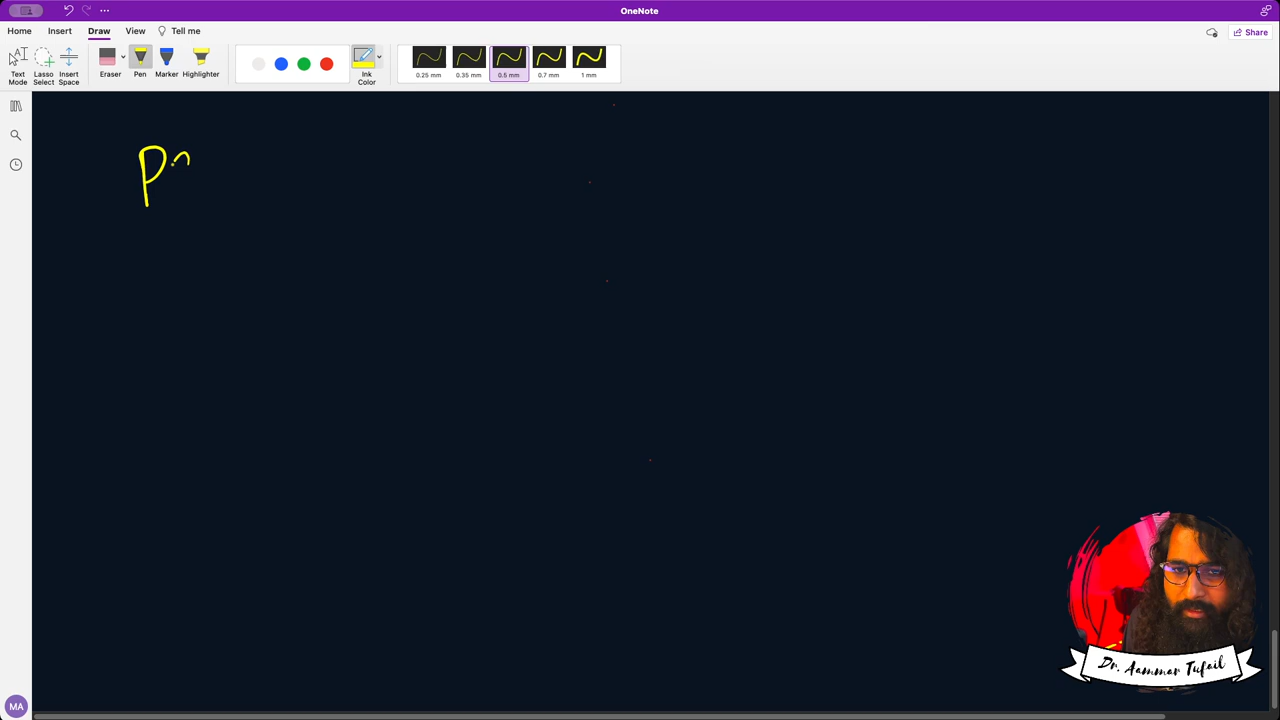 OneNote
Home Insert Draw View Tell me
Share
Text Mode
Lasso Select
Insert Space
Eraser
Pen
Marker
Highlighter
Ink Color
0.25 mm 0.35 mm 0.5 mm 0.7 mm 1 mm
P
Dr. Aammar Tufail
MA